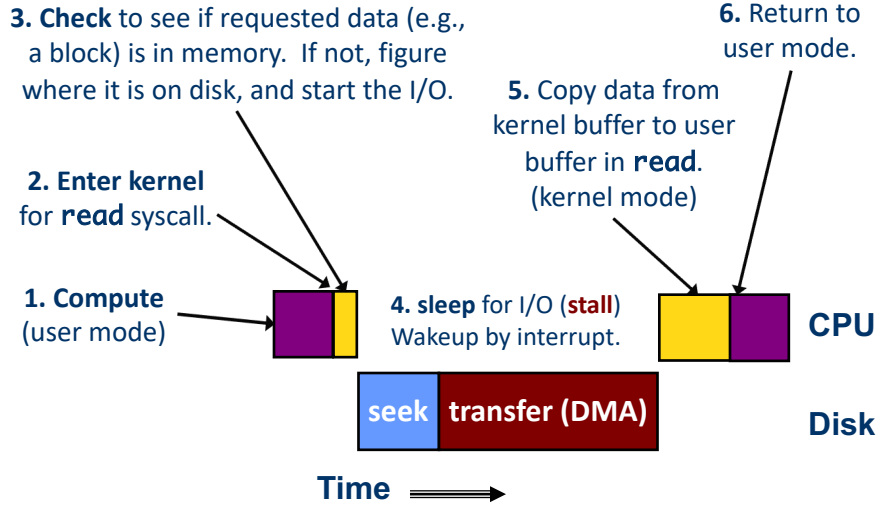 3. Check to see if requested data (e.g.,
a block) is in memory.  If not, figure
where it is on disk, and start the I/O.
6. Return to
user mode.
5. Copy data from
kernel buffer to user
buffer in read.
(kernel mode)
2. Enter kernel
for read syscall.
1. Compute
(user mode)
4. sleep for I/O (stall)
Wakeup by interrupt.
CPU
seek
transfer (DMA)
Disk
Time